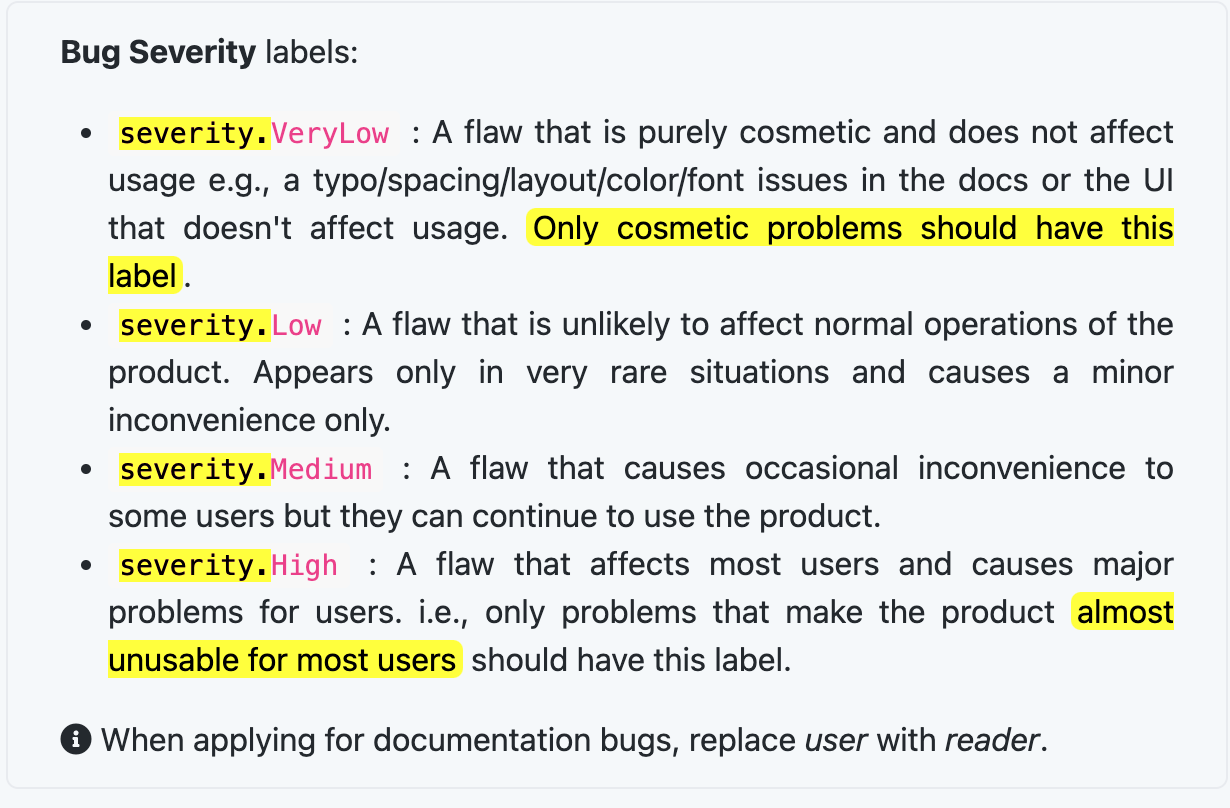 Bug Severity labels:
• severity.VeryLow : A flaw that is purely cosmetic and does not affect
usage e.g., a typo/spacing/layout/color/font issues in the docs or the UI
that doesn't affect usage. Only cosmetic problems should have this
label.
• severity.Low : A flaw that is unlikely to affect normal operations of the
product. Appears only in very rare situations and causes a minor
inconvenience only.
• severity.Medium : A flaw that causes occasional inconvenience to
some users but they can continue to use the product.
• severity.High : A flaw that affects most users and causes major
problems for users. i.e., only problems that make the product almost
unusable for most users should have this label.
When applying for documentation bugs, replace user with reader.